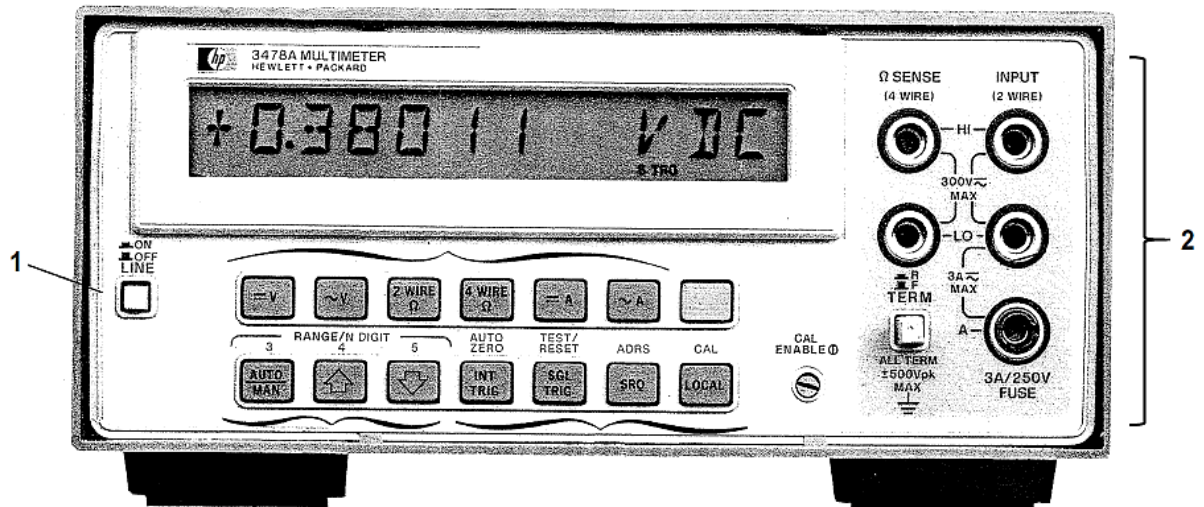 hp 3478A MULTIMETER
HEWLETT • PACKARD
+0.38011 V DC
S TRG
1
ON
OFF
LINE
⎓V ~V 2 WIRE Ω 4 WIRE Ω ⎓A ~A
RANGE/N DIGIT
3 4 5
AUTO ZERO
TEST/RESET
ADRS
CAL
AUTO/MAN
INT TRIG
SGL TRIG
SRQ
LOCAL
CAL ENABLE
Ω SENSE
(4 WIRE)
INPUT
(2 WIRE)
HI
300V⎓~
MAX
LO
R
F
TERM
3A⎓~
MAX
A
ALL TERM
±500Vpk
MAX
3A/250V
FUSE
2